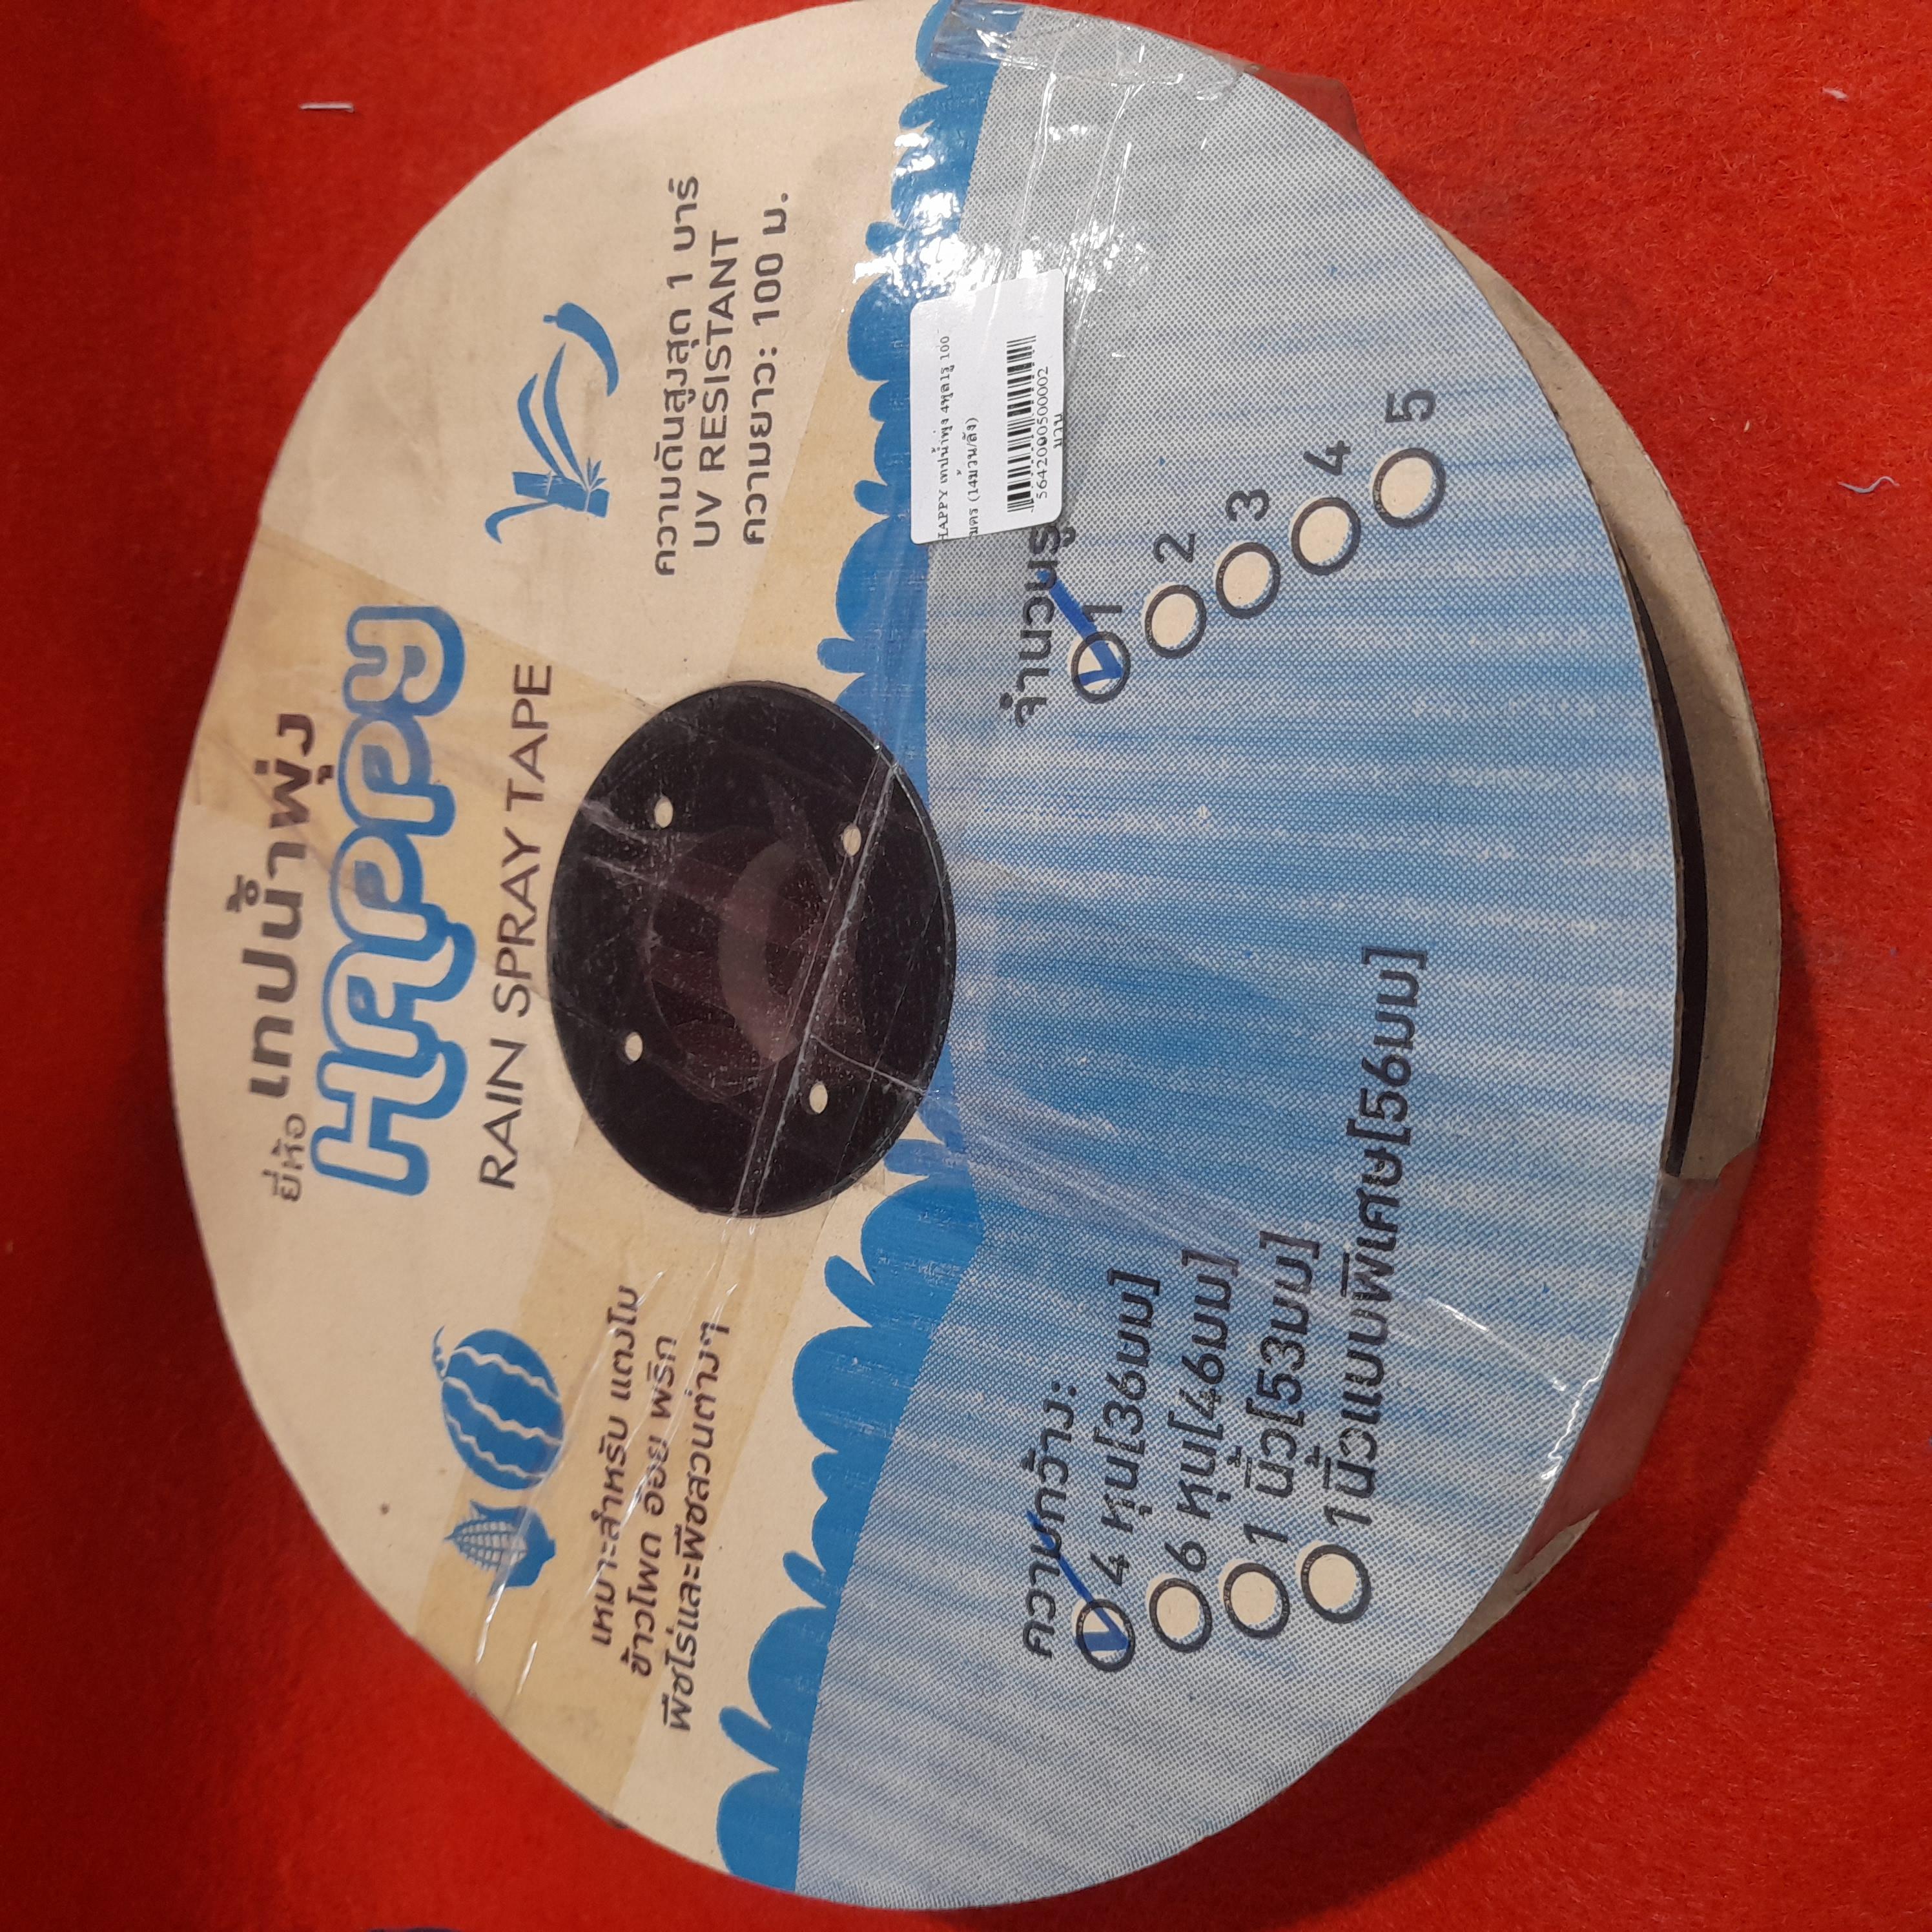 ยี่ห้อ เทปน้ำพุ่ง
HAPPY
RAIN SPRAY TAPE
เหมาะสำหรับ แตงโม
ข้าวโพด อ้อย พริก
พืชไร่และพืชสวนต่างๆ
ความดันสูงสุด 1 บาร์
UV RESISTANT
ความยาว: 100 ม.
HAPPY เทปน้ำพุ่ง 4หุล1รู 100
เมตร (14ม้วน/ลัง)
5642000500002
ม้วน
ความกว้าง:
4 หุน[36มม]
6 หุน[46มม]
1 นิ้ว[53มม]
1นิ้วแบบพิเศษ[56มม]
จำนวนรู
1
2
3
4
5